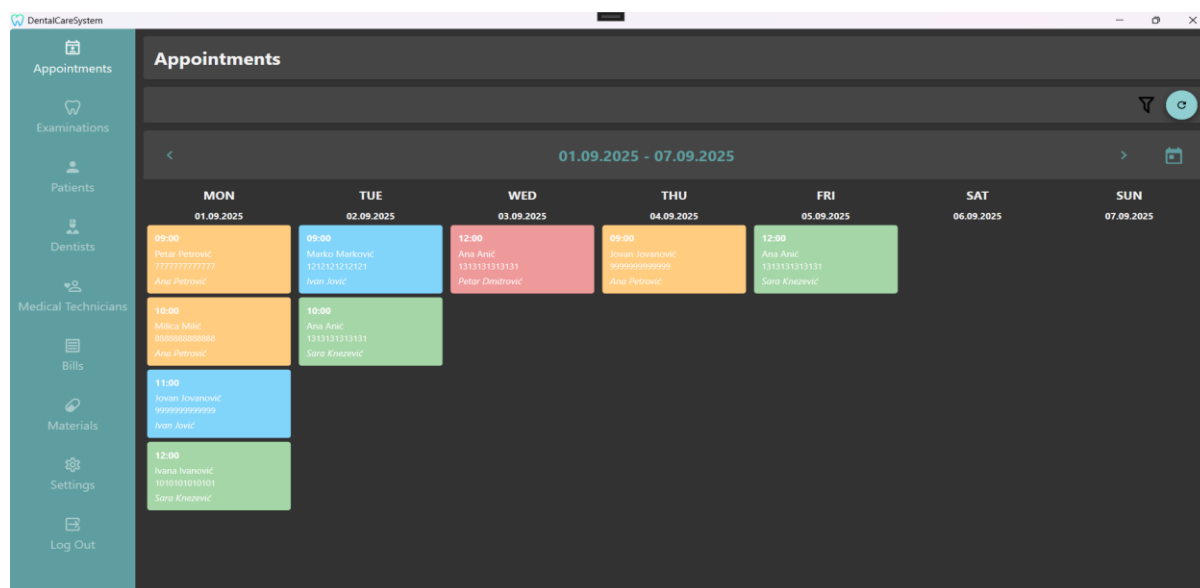 DentalCareSystem
Appointments
Examinations
Patients
Dentists
Medical Technicians
Bills
Materials
Settings
Log Out
Appointments
01.09.2025 - 07.09.2025
MON
01.09.2025
09:00
Petar Petrović
7777777777777
Ana Petrović
10:00
Milica Milić
8888888888888
Ana Petrović
11:00
Jovan Jovanović
9999999999999
Ivan Jović
12:00
Ivana Ivanović
1010101010101
Sara Knezević
TUE
02.09.2025
09:00
Marko Marković
1212121212121
Ivan Jović
10:00
Ana Anić
1313131313131
Sara Knezević
WED
03.09.2025
12:00
Ana Anić
1313131313131
Petar Dmitrović
THU
04.09.2025
09:00
Jovan Jovanović
9999999999999
Ana Petrović
FRI
05.09.2025
12:00
Ana Anić
1313131313131
Sara Knezević
SAT
06.09.2025
SUN
07.09.2025